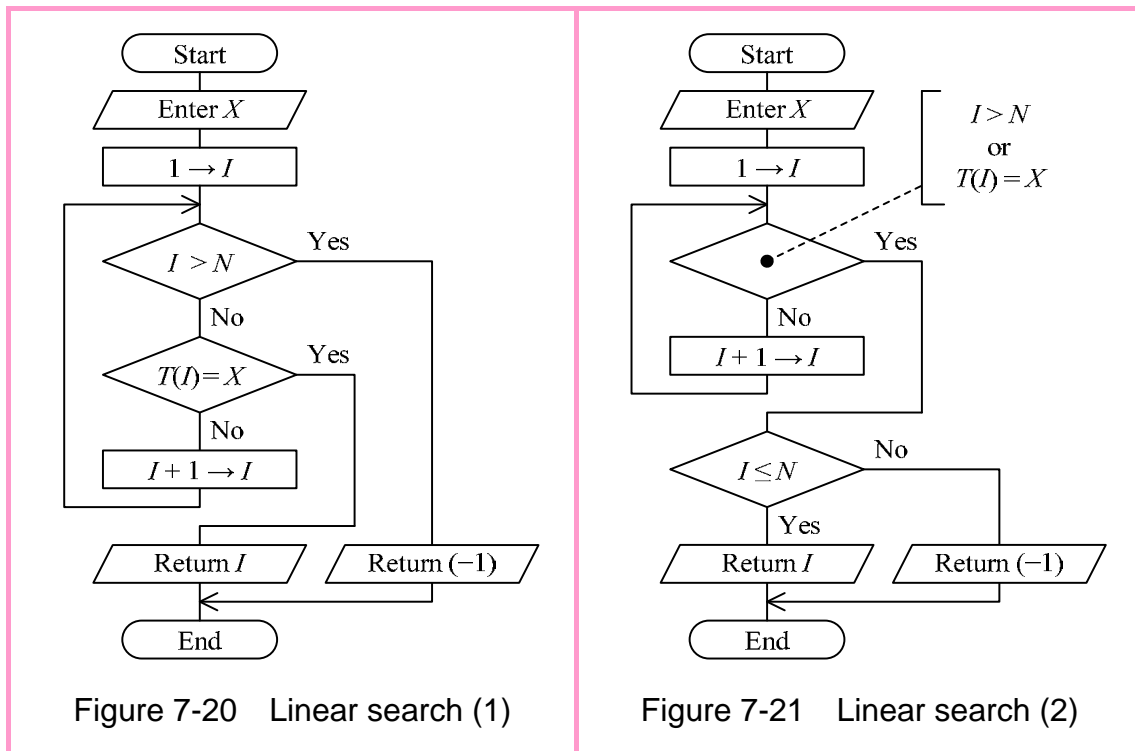 Start
Enter X
1 → I
I > N
Yes
No
T(I) = X
Yes
No
I + 1 → I
Return I
Return (−1)
End
Figure 7-20 Linear search (1)
Start
Enter X
1 → I
I > N
or
T(I) = X
Yes
No
I + 1 → I
I ≤ N
No
Yes
Return I
Return (−1)
End
Figure 7-21 Linear search (2)